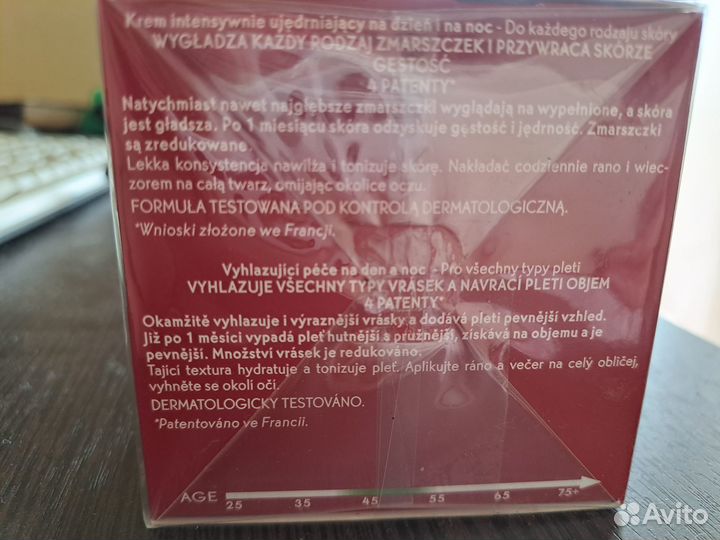 Krem intensywnie ujędrniający na dzień i na noc - Do każdego rodzaju skóry
WYGŁADZA KAŻDY RODZAJ ZMARSZCZEK I PRZYWRACA SKÓRZE
GĘSTOŚĆ
4 PATENTY*
Natychmiast nawet najgłębsze zmarszczki wyglądają na wypełnione, a skóra
jest gładsza. Po 1 miesiącu skóra odzyskuje gęstość i jędrność. Zmarszczki
są zredukowane.
Lekka konsystencja nawilża i tonizuje skórę. Nakładać codziennie rano i wiec-
zorem na całą twarz, omijając okolice oczu.
FORMUŁA TESTOWANA POD KONTROLĄ DERMATOLOGICZNĄ.
*Wnioski złożone we Francji.
Vyhlazující péče na den a noc - Pro všechny typy pleti
VYHLAZUJE VŠECHNY TYPY VRÁSEK A NAVRACÍ PLETI OBJEM
4 PATENTY*
Okamžitě vyhlazuje i výraznější vrásky a dodává pleti pevnější vzhled.
Již po 1 měsíci vypadá pleť hutnější a pružnější, získává na objemu a je
pevnější. Množství vrásek je redukováno.
Tající textura hydratuje a tonizuje pleť. Aplikujte ráno a večer na celý obličej,
vyhněte se okolí očí.
DERMATOLOGICKY TESTOVÁNO.
*Patentováno ve Francii.
AGE 25 35 45 55 65 75+
Avito